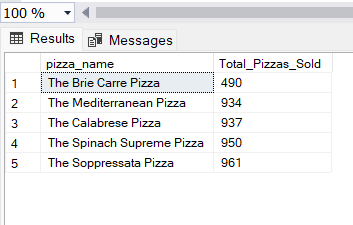 100 %
Results Messages
pizza_name Total_Pizzas_Sold
1 The Brie Carre Pizza 490
2 The Mediterranean Pizza 934
3 The Calabrese Pizza 937
4 The Spinach Supreme Pizza 950
5 The Soppressata Pizza 961